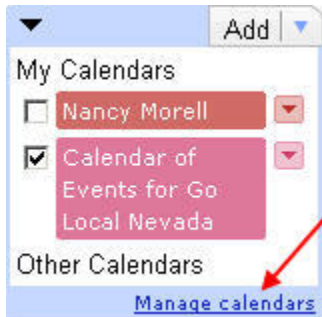 Add
My Calendars
Nancy Morell
Calendar of
Events for Go
Local Nevada
Other Calendars
Manage calendars